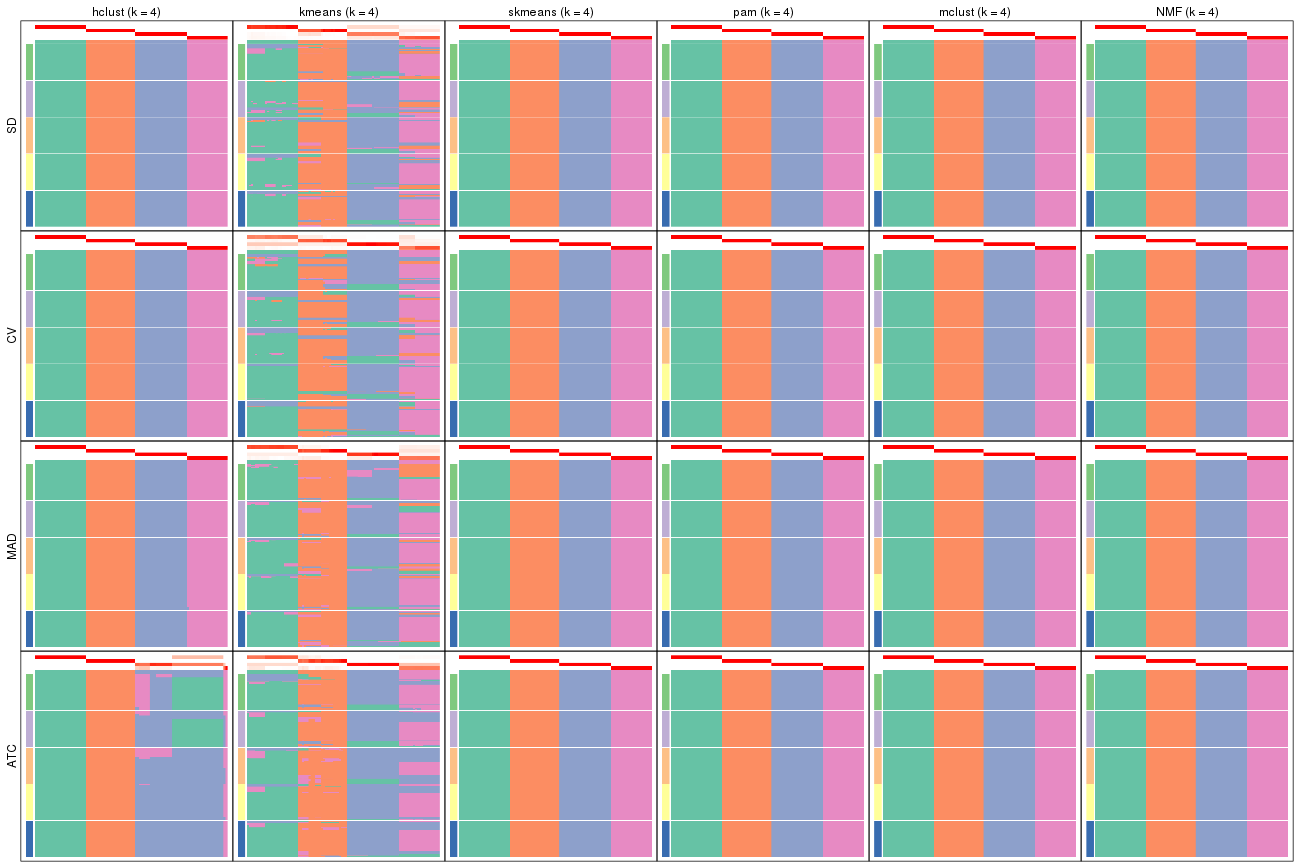 hclust (k = 4)
kmeans (k = 4)
skmeans (k = 4)
pam (k = 4)
mclust (k = 4)
NMF (k = 4)
SD
CV
MAD
ATC